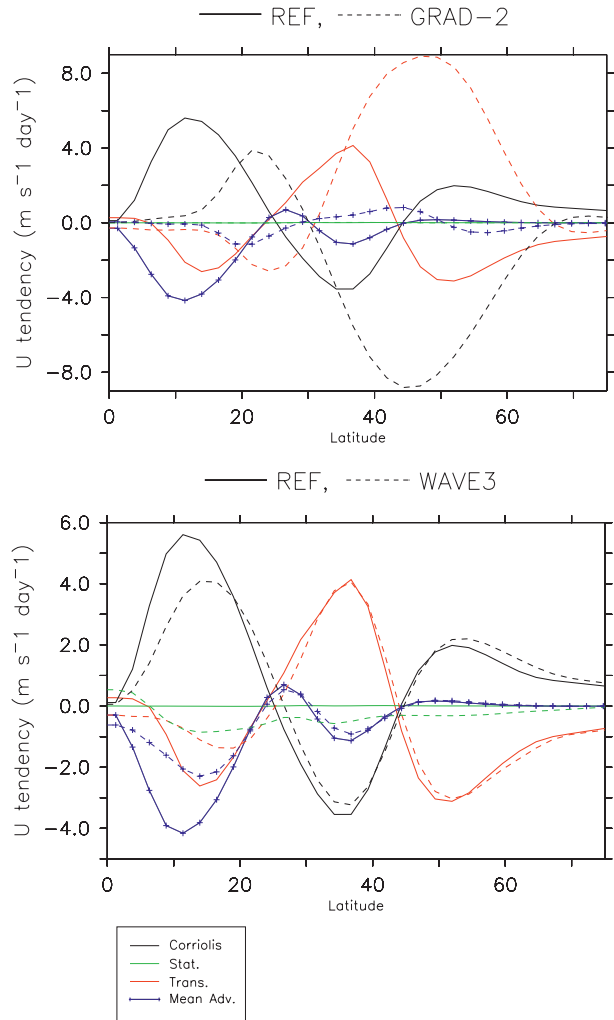 REF, GRAD-2
8.0
4.0
0.0
-4.0
-8.0
U tendency (m s-1 day-1)
0 20 40 60
Latitude
REF, WAVE3
6.0
4.0
2.0
0.0
-2.0
-4.0
U tendency (m s-1 day-1)
0 20 40 60
Latitude
Corriolis
Stat.
Trans.
Mean Adv.